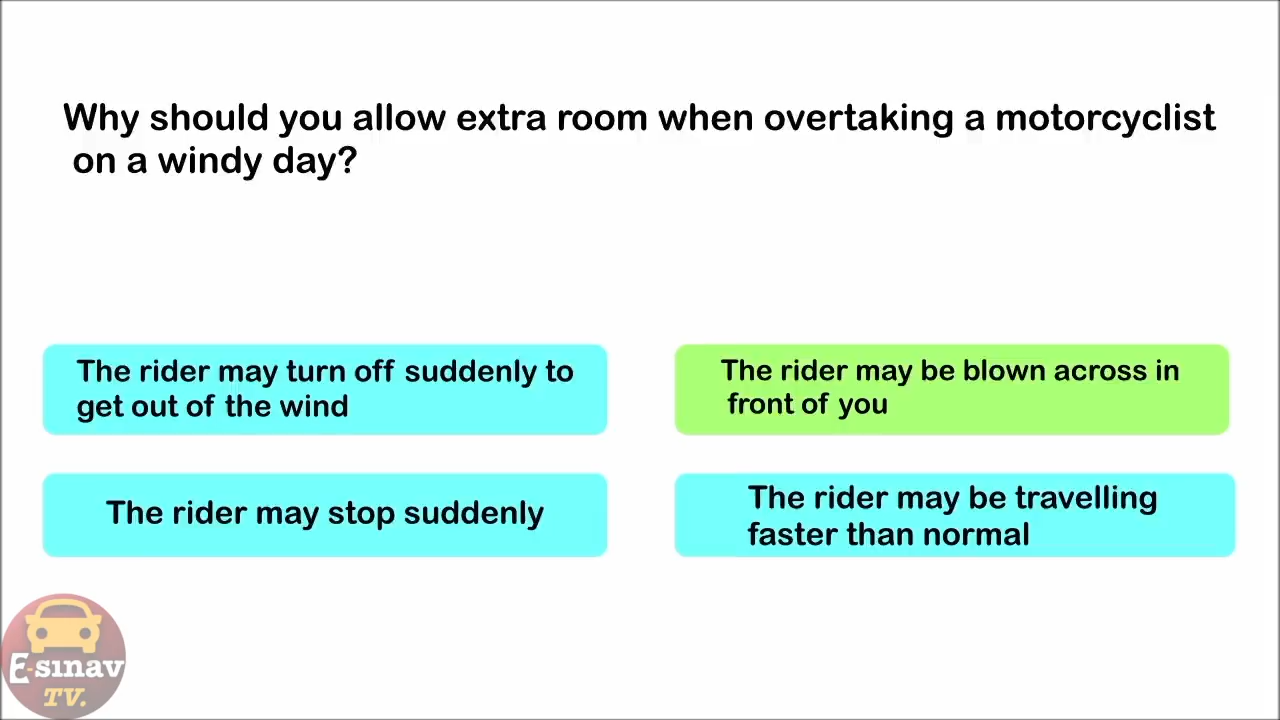 Why should you allow extra room when overtaking a motorcyclist
on a windy day?
The rider may turn off suddenly to
get out of the wind
The rider may be blown across in
front of you
The rider may stop suddenly
The rider may be travelling
faster than normal
E-sınav
TV.